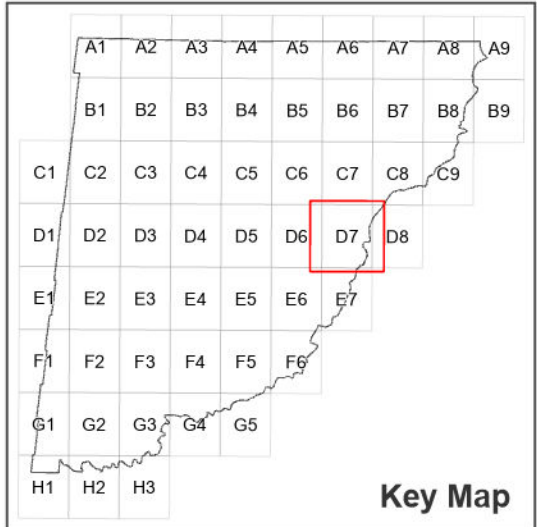 A1 A2 A3 A4 A5 A6 A7 A8 A9
B1 B2 B3 B4 B5 B6 B7 B8 B9
C1 C2 C3 C4 C5 C6 C7 C8 C9
D1 D2 D3 D4 D5 D6 D7 D8
E1 E2 E3 E4 E5 E6 E7
F1 F2 F3 F4 F5 F6
G1 G2 G3 G4 G5
H1 H2 H3
Key Map